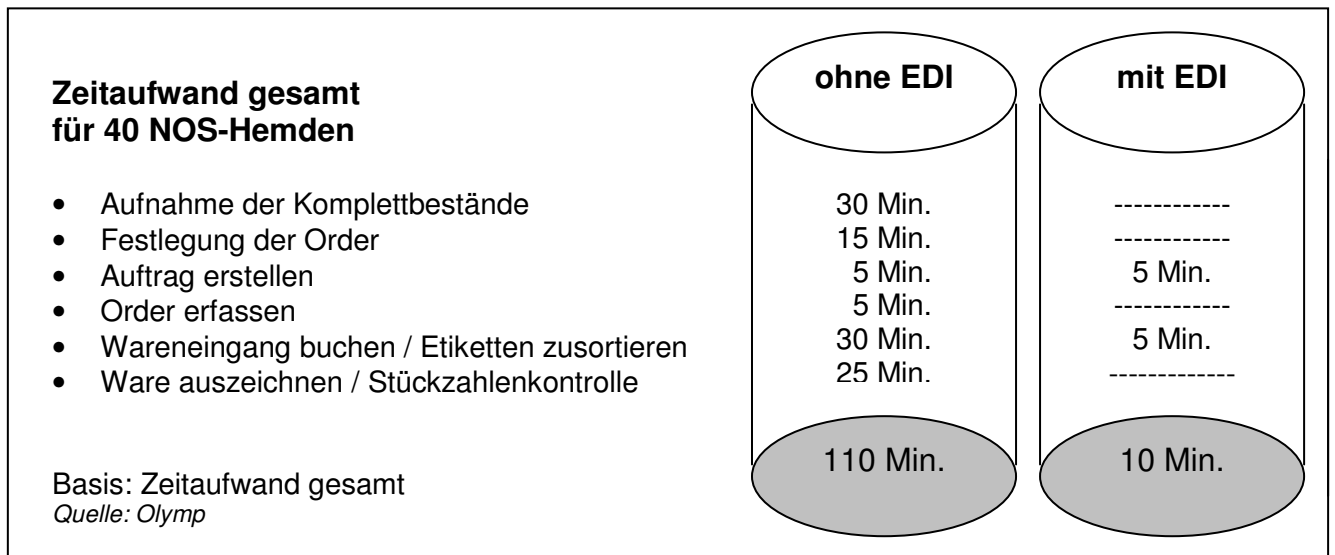 Zeitaufwand gesamt
für 40 NOS-Hemden
ohne EDI mit EDI
• Aufnahme der Komplettbestände 30 Min. ------------
• Festlegung der Order 15 Min. ------------
• Auftrag erstellen 5 Min. 5 Min.
• Order erfassen 5 Min. ------------
• Wareneingang buchen / Etiketten zusortieren 30 Min. 5 Min.
• Ware auszeichnen / Stückzahlenkontrolle 25 Min. -------------
110 Min. 10 Min.
Basis: Zeitaufwand gesamt
Quelle: Olymp